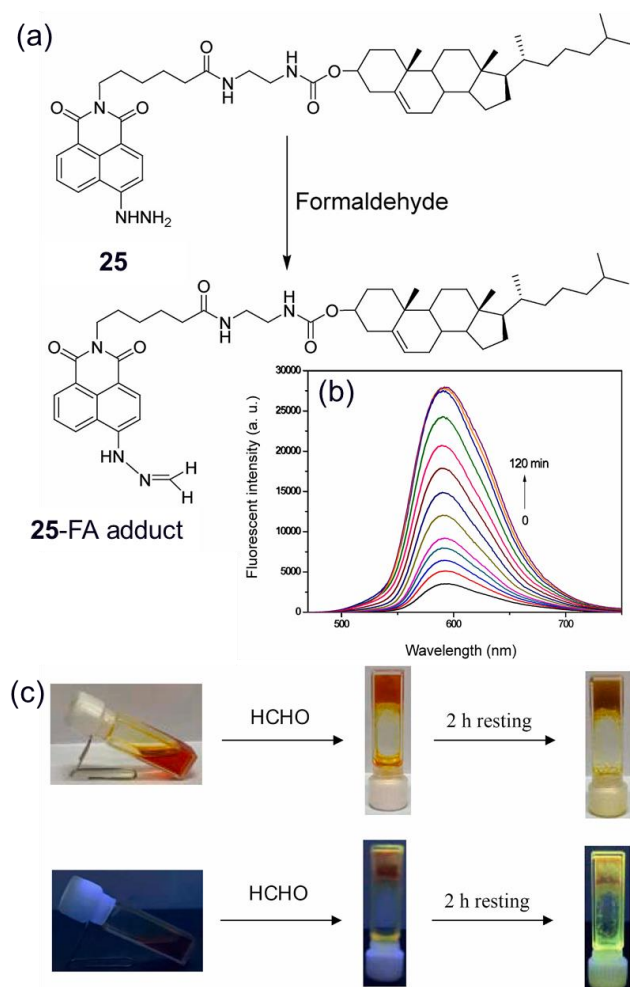 (a)
O
N
H
H
N
O
O
O
N
O
NHNH₂
25
Formaldehyde
O
N
H
H
N
O
O
O
N
O
HN
N
H
H
25-FA adduct
(b)
30000
25000
20000
15000
10000
5000
0
Fluorescent intensity (a. u.)
120 min
0
500
600
700
Wavelength (nm)
(c)
HCHO
2 h resting
HCHO
2 h resting